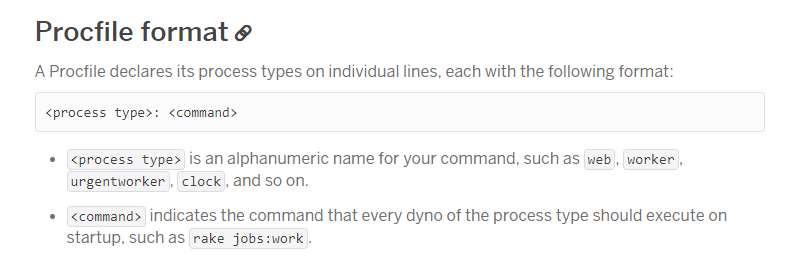 Procfile format
A Procfile declares its process types on individual lines, each with the following format:
<process type>: <command>
• <process type> is an alphanumeric name for your command, such as web, worker,
urgentworker, clock, and so on.
• <command> indicates the command that every dyno of the process type should execute on
startup, such as rake jobs:work.